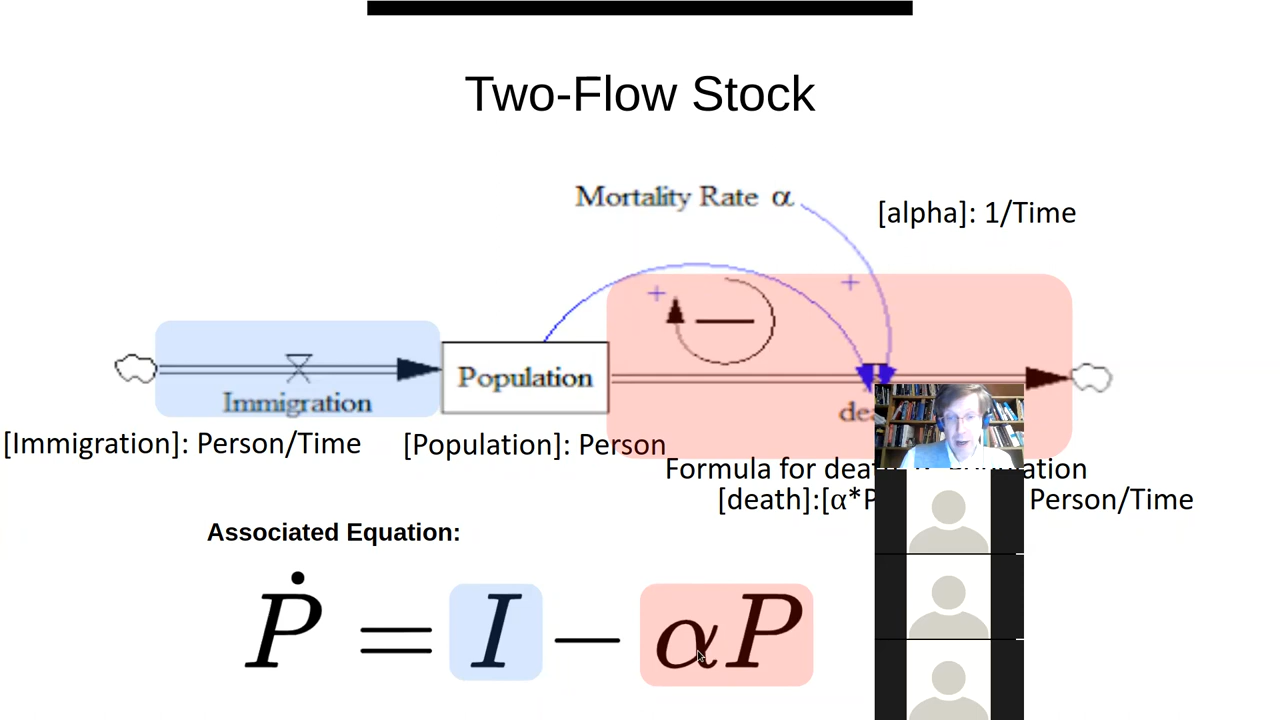 Two-Flow Stock
Mortality Rate α
[alpha]: 1/Time
+
+
Population
Immigration
[Immigration]: Person/Time
[Population]: Person
Formula for
[death]:[α*P
Person/Time
Associated Equation:
Ṗ = I − αP